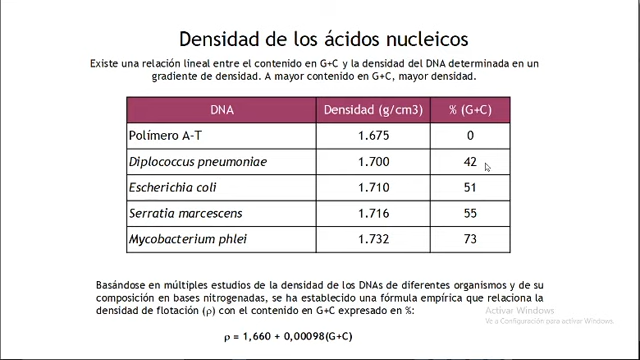 Densidad de los ácidos nucleicos
Existe una relación lineal entre el contenido en G+C y la densidad del DNA determinada en un
gradiente de densidad. A mayor contenido en G+C, mayor densidad.
DNA Densidad (g/cm3) % (G+C)
Polímero A-T 1.675 0
Diplococcus pneumoniae 1.700 42
Escherichia coli 1.710 51
Serratia marcescens 1.716 55
Mycobacterium phlei 1.732 73
Basándose en múltiples estudios de la densidad de los DNAs de diferentes organismos y de su
composición en bases nitrogenadas, se ha establecido una fórmula empírica que relaciona la
densidad de flotación (ρ) con el contenido en G+C expresado en %:
Activar Windows
Ve a Configuración para activar Windows.
ρ = 1,660 + 0,00098(G+C)